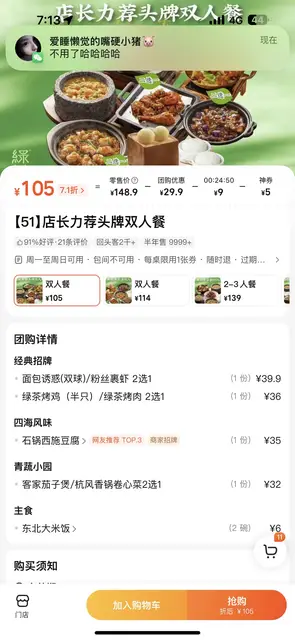 店长力荐头牌双人餐
7:13
4G
44
爱睡懒觉的嘴硬小猪🐷
现在
不用了哈哈哈哈
绿
¥105
7.1折
=
零售价
¥148.9
-
团购优惠
¥29.9
-
00:24:50
¥9
-
神券
¥5
【51】店长力荐头牌双人餐
91%好评·21条评价
回头客2千+
半年售 9999+
周一至周日可用 · 包间不可用 · 每桌限用1张券 · 随时退 · 过期...
双人餐
¥105
双人餐
¥114
2-3人餐
¥139
团购详情
经典招牌
· 面包诱惑(双球)/粉丝裹虾 2选1
(1 份) ¥39.9
· 绿茶烤鸡（半只）/绿茶烤肉 2选1
(1 份) ¥36
四海风味
· 石锅西施豆腐 >
网友推荐 TOP.3
商家招牌
(1 份) ¥35
青蔬小园
· 客家茄子煲/杭风香锅卷心菜2选1
(1 份) ¥32
主食
· 东北大米饭 >
(2 碗) ¥6
购买须知
11
门店
加入购物车
抢购
折后 ¥105